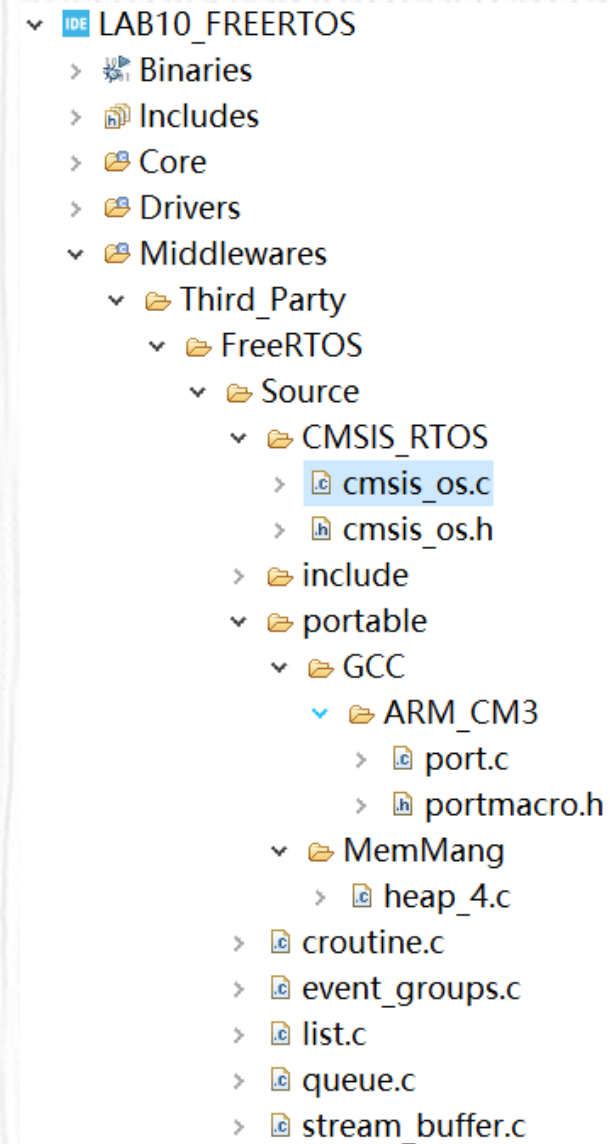 IDE LAB10_FREERTOS
Binaries
Includes
Core
Drivers
Middlewares
Third_Party
FreeRTOS
Source
CMSIS_RTOS
.c cmsis_os.c
.h cmsis_os.h
include
portable
GCC
ARM_CM3
.c port.c
.h portmacro.h
MemMang
.c heap_4.c
.c croutine.c
.c event_groups.c
.c list.c
.c queue.c
.c stream_buffer.c